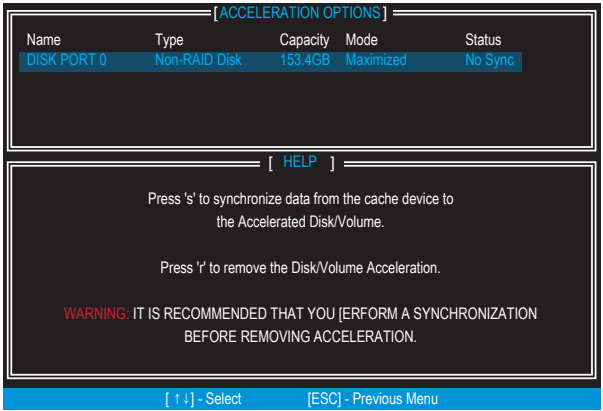 [ACCELERATION OPTIONS]
Name Type Capacity Mode Status
DISK PORT 0 Non-RAID Disk 153.4GB Maximized No Sync
[ HELP ]
Press 's' to synchronize data from the cache device to
the Accelerated Disk/Volume.
Press 'r' to remove the Disk/Volume Acceleration.
WARNING: IT IS RECOMMENDED THAT YOU [ERFORM A SYNCHRONIZATION
BEFORE REMOVING ACCELERATION.
[ ↑↓] - Select [ESC] - Previous Menu